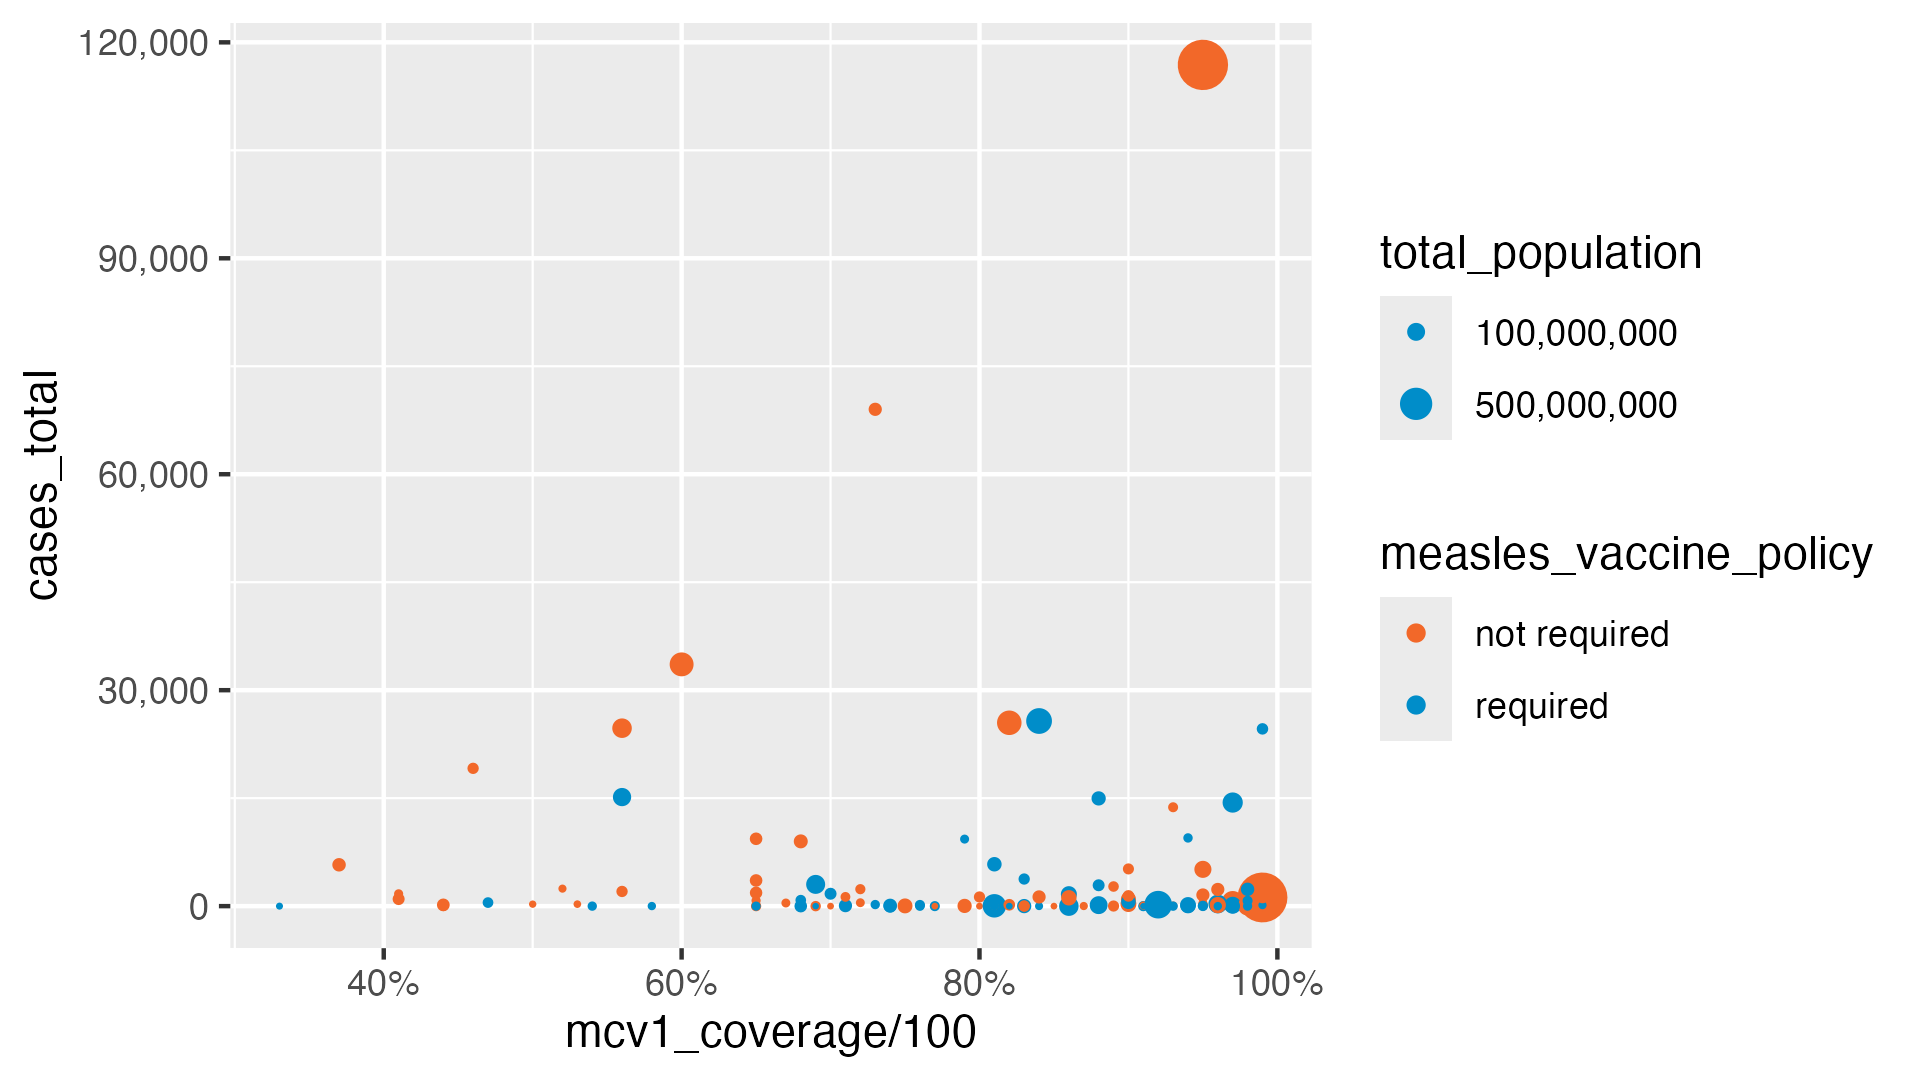 cases_total
120,000
90,000
60,000
30,000
0
40%
60%
80%
100%
mcv1_coverage/100
total_population
100,000,000
500,000,000
measles_vaccine_policy
not required
required